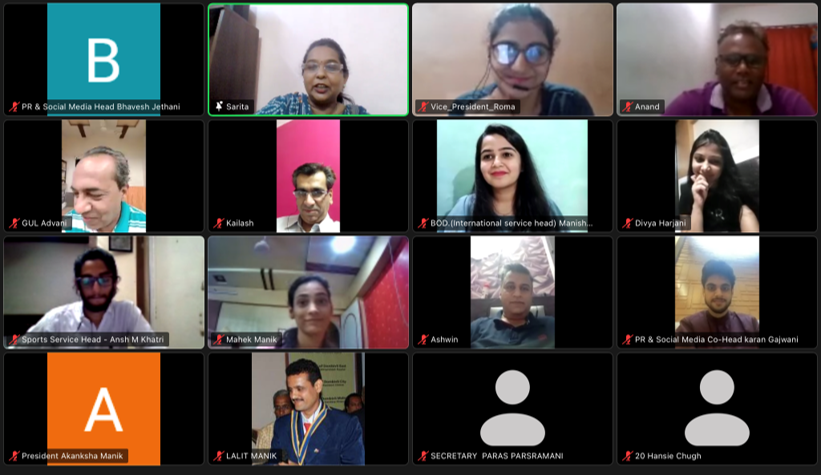 B
PR & Social Media Head Bhavesh Jethani
Sarita
Vice_President_Roma
Anand
GUL Advani
Kailash
BOD.(International service head) Manish...
Divya Harjani
Sports Service Head - Ansh M Khatri
Mahek Manik
Ashwin
PR & Social Media Co-Head karan Gajwani
A
President Akanksha Manik
LALIT MANIK
SECRETARY PARAS PARSRAMANI
20 Hansie Chugh